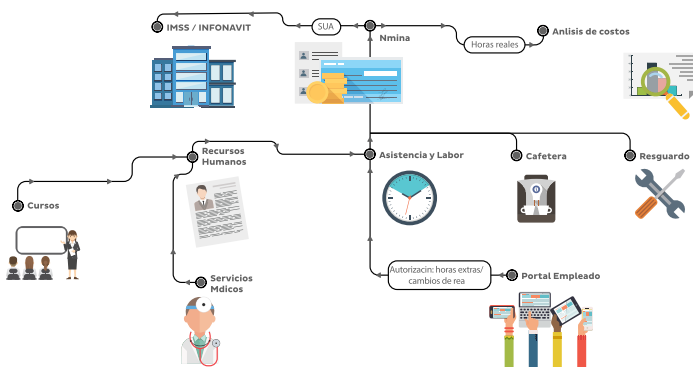 IMSS / INFONAVIT
SUA
Nmina
Horas reales
Anlisis de costos
Recursos
Humanos
Asistencia y Labor
Cafetera
Resguardo
Cursos
Servicios
Mdicos
Autorizacin: horas extras/
cambios de rea
Portal Empleado